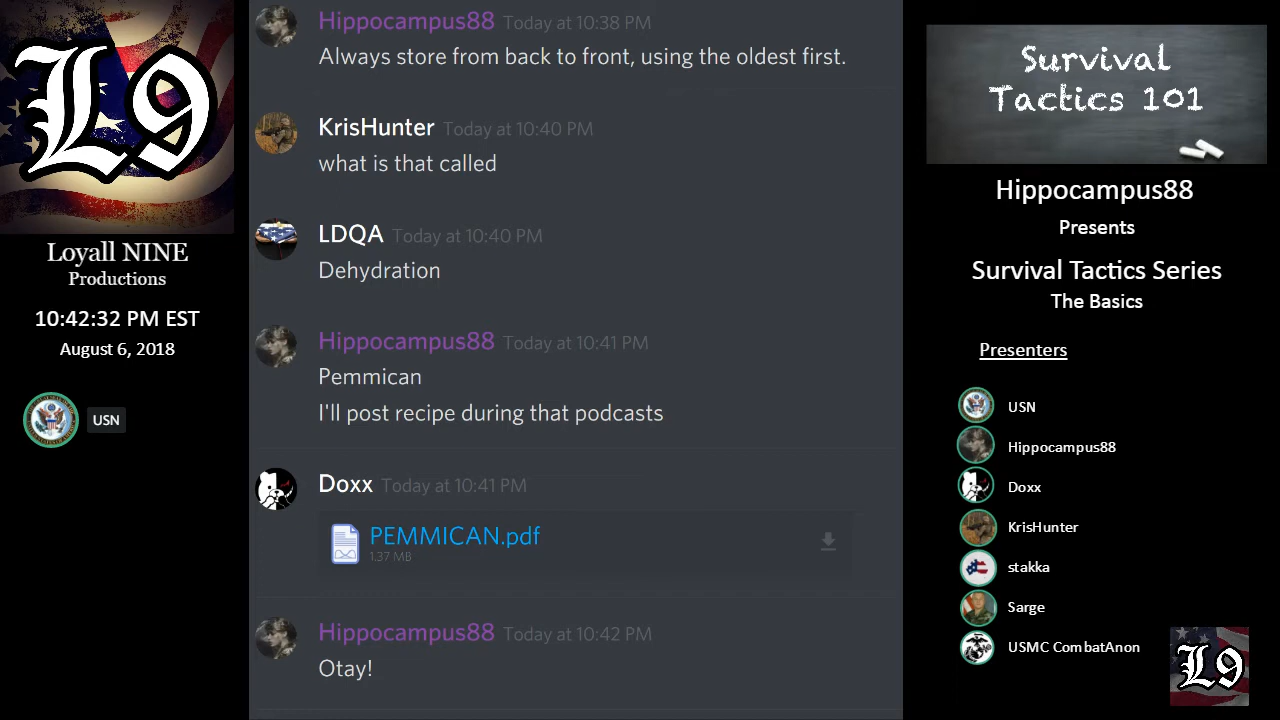 L9
Loyall NINE
Productions
10:42:32 PM EST
August 6, 2018
USN
Hippocampus88 Today at 10:38 PM
Always store from back to front, using the oldest first.
KrisHunter Today at 10:40 PM
what is that called
LDQA Today at 10:40 PM
Dehydration
Hippocampus88 Today at 10:41 PM
Pemmican
I'll post recipe during that podcasts
Doxx Today at 10:41 PM
PEMMICAN.pdf
1.37 MB
Hippocampus88 Today at 10:42 PM
Otay!
Survival
Tactics 101
Hippocampus88
Presents
Survival Tactics Series
The Basics
Presenters
USN
Hippocampus88
Doxx
KrisHunter
stakka
Sarge
USMC CombatAnon
L9